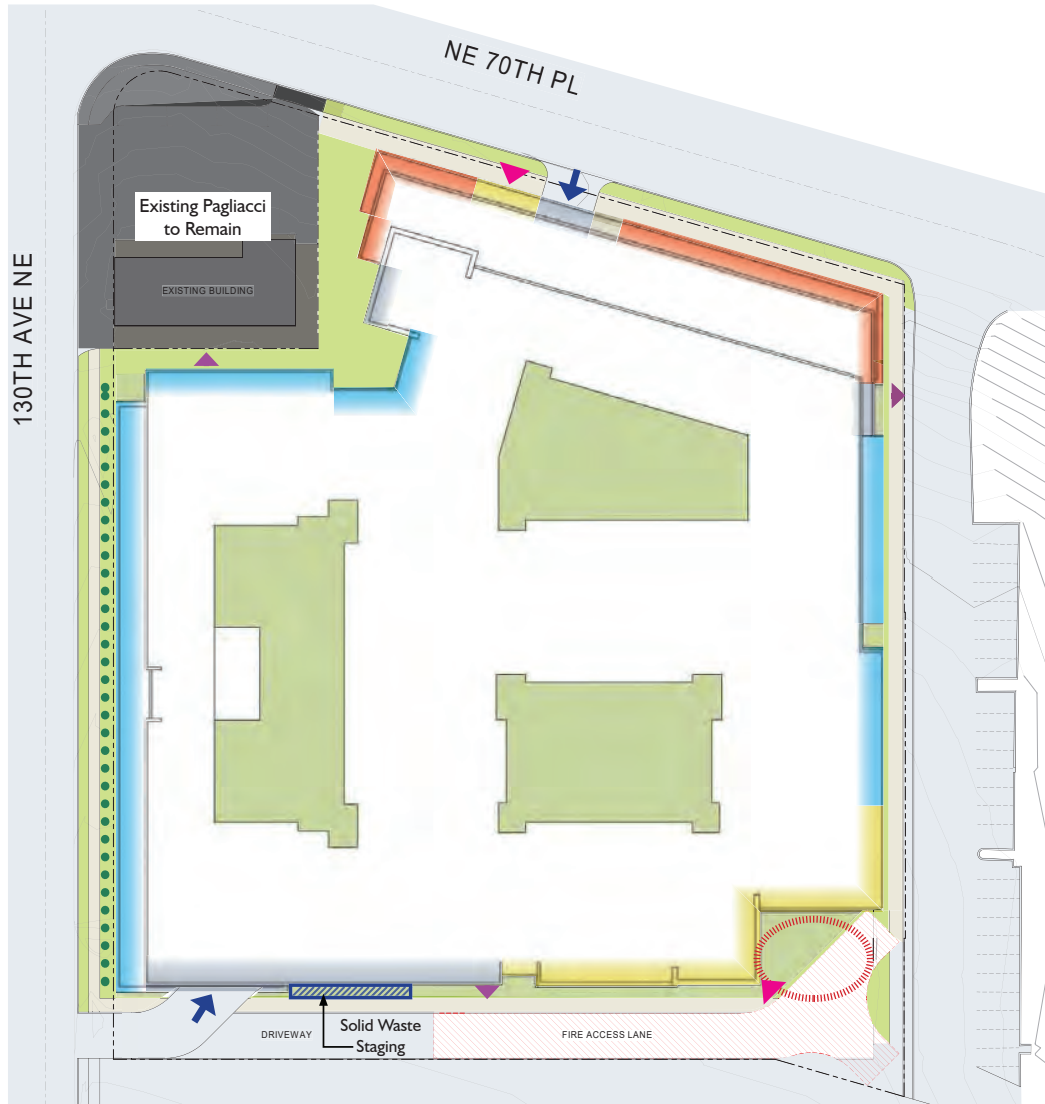 NE 70TH PL
Existing Pagliacci
to Remain
EXISTING BUILDING
130TH AVE NE
DRIVEWAY
Solid Waste
Staging
FIRE ACCESS LANE